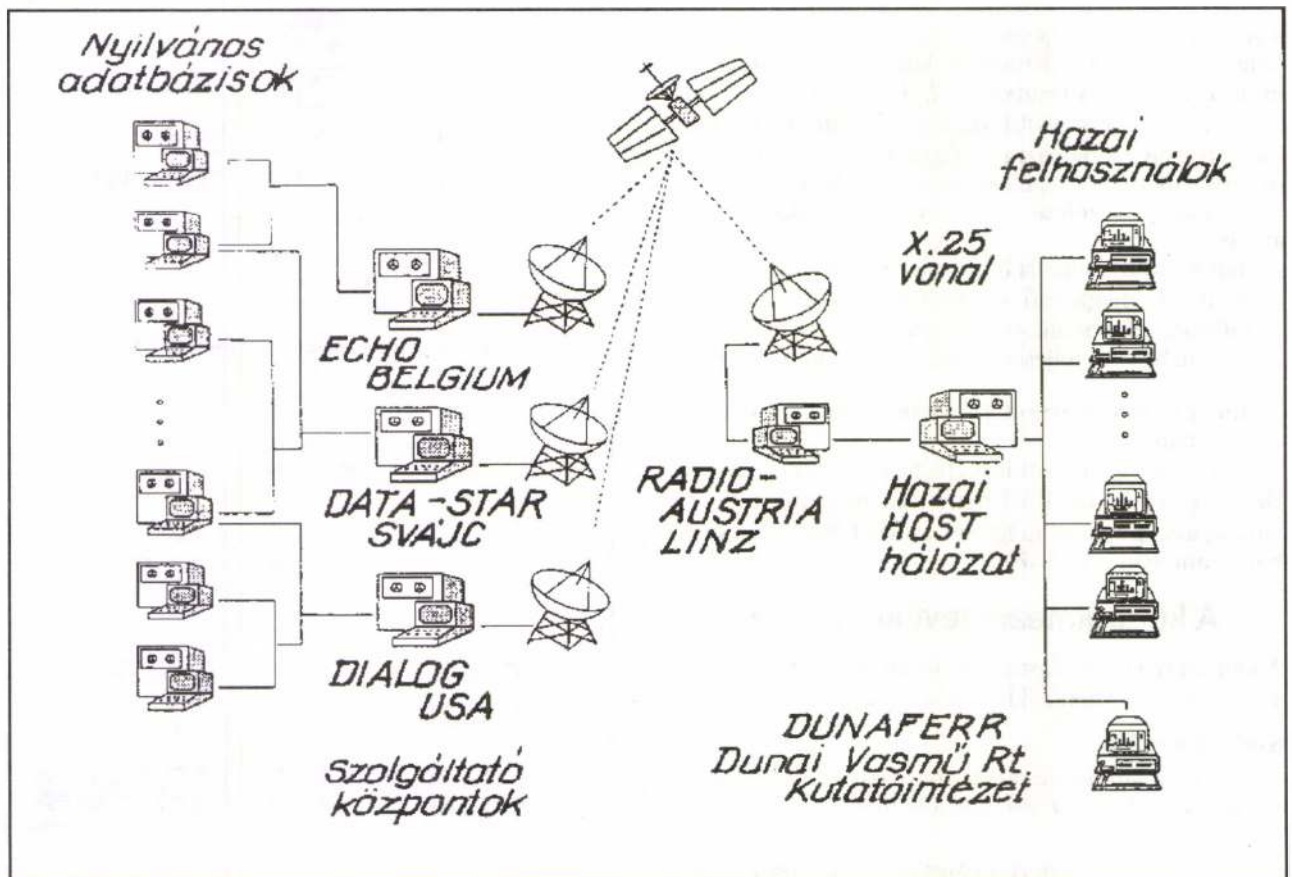 Nyilvános
adatbázisok
Hazai
felhasználok
X.25
vonal
ECHO
BELGIUM
DATA-STAR
SVÁJC
RADIO-
AUSTRIA
LINZ
Hazai
HOST
hálózat
DIALOG
USA
Szolgáltató
központok
DUNAFERR
Dunai Vasmű Rt.
Kutatóintézet